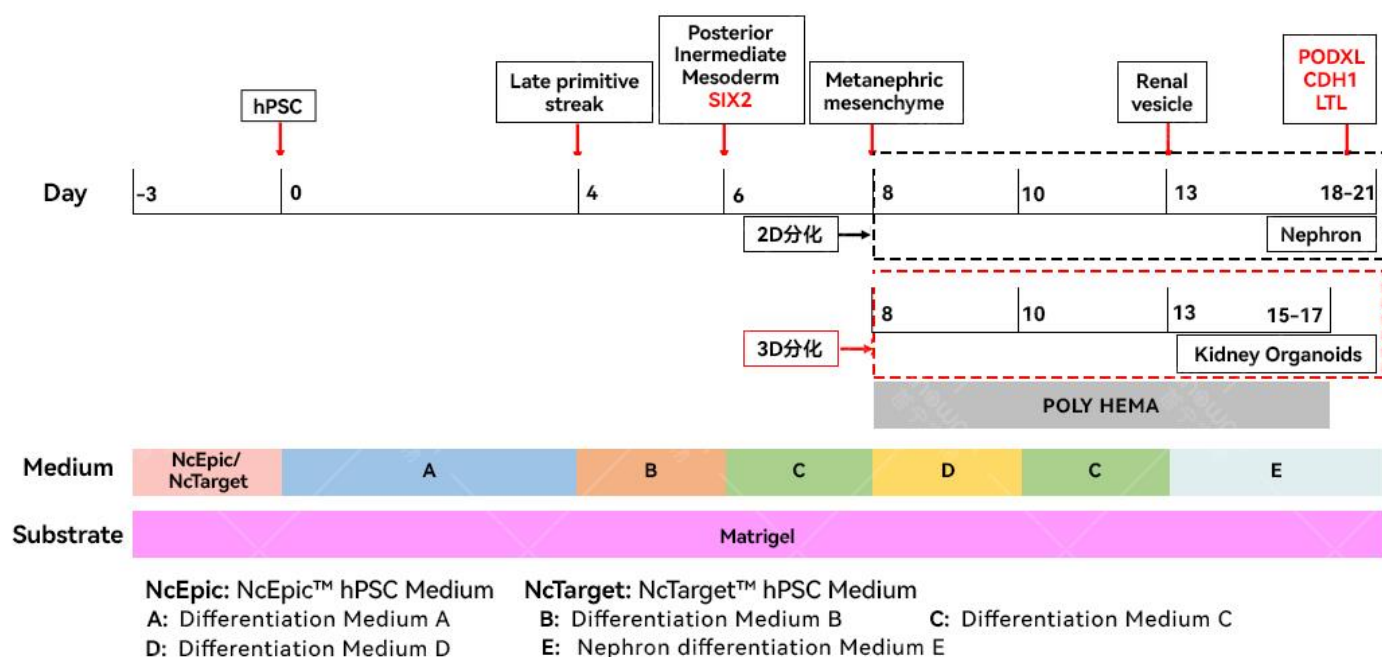 hPSC
Late primitive
streak
Posterior
Inermediate
Mesoderm
SIX2
Metanephric
mesenchyme
Renal
vesicle
PODXL
CDH1
LTL
Day
-3
0
4
6
8
10
13
18-21
2D分化
Nephron
8
10
13
15-17
3D分化
Kidney Organoids
POLY HEMA
Medium
NcEpic/
NcTarget
A
B
C
D
C
E
Substrate
Matrigel
NcEpic: NcEpic™ hPSC Medium NcTarget: NcTarget™ hPSC Medium
A: Differentiation Medium A B: Differentiation Medium B C: Differentiation Medium C
D: Differentiation Medium D E: Nephron differentiation Medium E